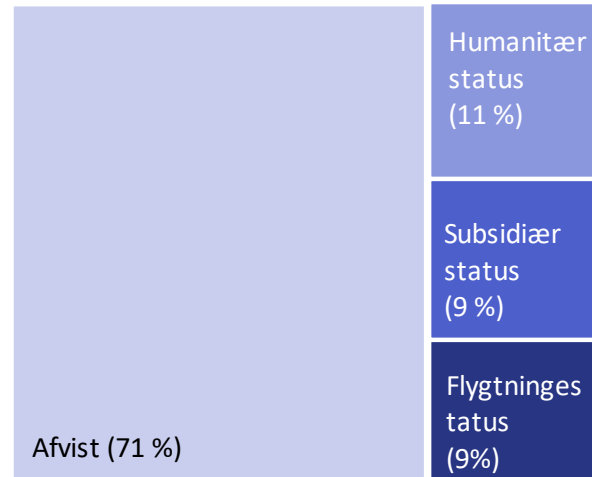 Humanitær
status
(11 %)
Subsidiær
status
(9 %)
Flygtninges
tatus
(9%)
Afvist (71 %)